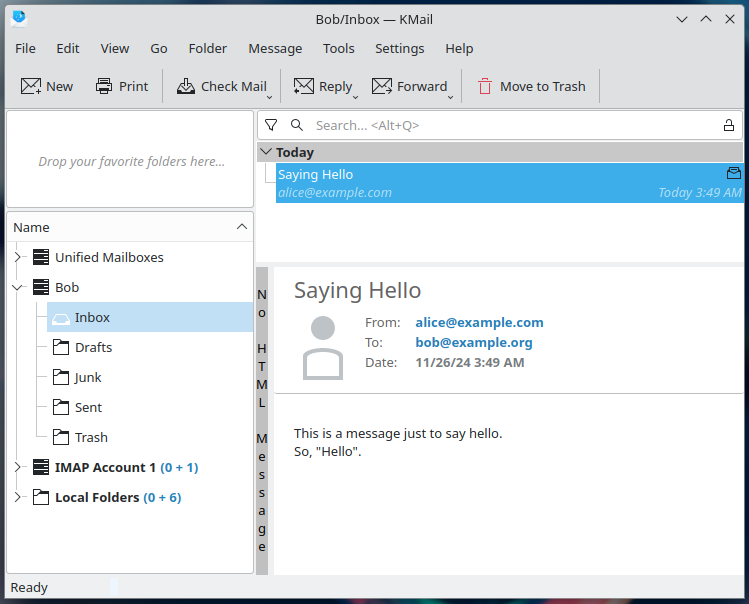 Bob/Inbox — KMail
File Edit View Go Folder Message Tools Settings Help
New Print Check Mail Reply Forward Move to Trash
Drop your favorite folders here...
Search... <Alt+Q>
Today
Saying Hello
alice@example.com Today 3:49 AM
Name
Unified Mailboxes
Bob
Inbox
Drafts
Junk
Sent
Trash
IMAP Account 1 (0 + 1)
Local Folders (0 + 6)
No HTML Message
Saying Hello
From: alice@example.com
To: bob@example.org
Date: 11/26/24 3:49 AM
This is a message just to say hello.
So, "Hello".
Ready